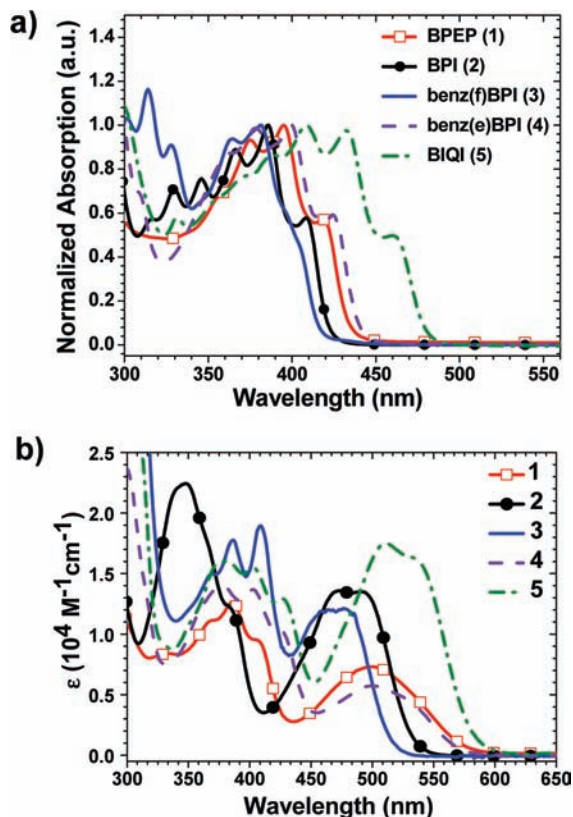 a)
Normalized Absorption (a.u.)
1.4
1.2
1.0
0.8
0.6
0.4
0.2
0.0
BPEP (1)
BPI (2)
benz(f)BPI (3)
benz(e)BPI (4)
BIQI (5)
300 350 400 450 500 550
Wavelength (nm)
b)
ε (10⁴ M⁻¹cm⁻¹)
2.5
2.0
1.5
1.0
0.5
0.0
1
2
3
4
5
300 350 400 450 500 550 600 650
Wavelength (nm)